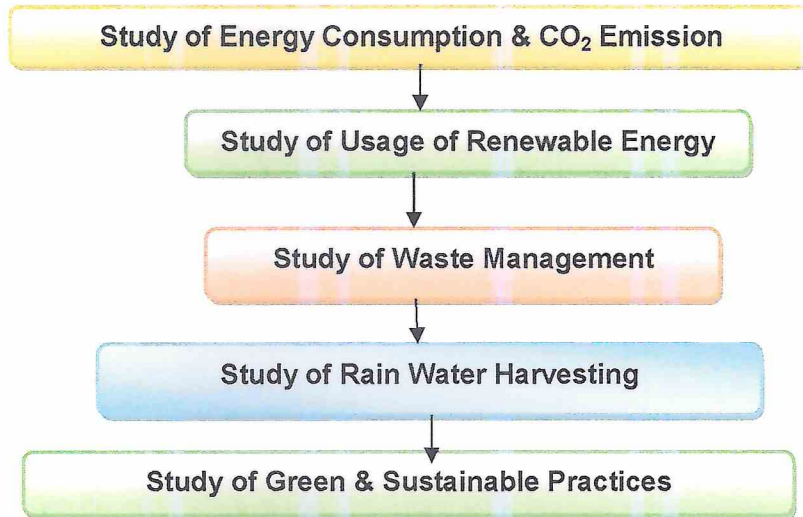 Study of Energy Consumption & CO₂ Emission
Study of Usage of Renewable Energy
Study of Waste Management
Study of Rain Water Harvesting
Study of Green & Sustainable Practices